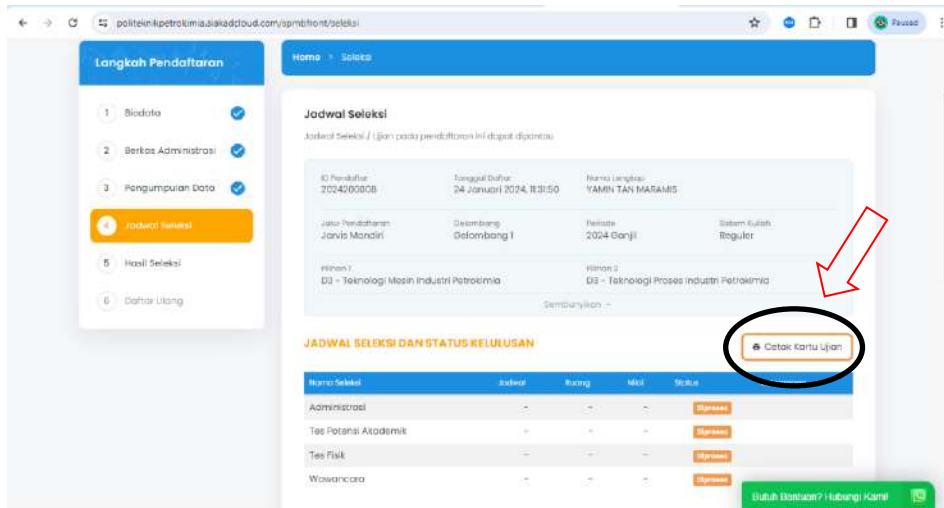 politeknikpetrokimia.siakadcloud.com/spmbfront/seleksi
Paused
Langkah Pendaftaran
Home > Seleksi
1 Biodata
2 Berkas Administrasi
3 Pengumpulan Data
4 Jadwal Seleksi
5 Hasil Seleksi
6 Daftar Ulang
Jadwal Seleksi
Jadwal Seleksi / Ujian pada pendaftaran ini dapat dipantau
ID Pendaftar Tanggal Daftar Nama Lengkap
2024200008 24 Januari 2024, 11:31:50 YAMIN TAN MARAMIS
Jalur Pendaftaran Gelombang Periode Sistem Kuliah
Jarvis Mandiri Gelombang 1 2024 Ganjil Reguler
Pilihan 1 Pilihan 2
D3 - Teknologi Mesin Industri Petrokimia D3 - Teknologi Proses Industri Petrokimia
Sembunyikan
JADWAL SELEKSI DAN STATUS KELULUSAN
Cetak Kartu Ujian
Nama Seleksi Jadwal Ruang Nilai Status
Administrasi - - - Diproses
Tes Potensi Akademik - - - Diproses
Tes Fisik - - - Diproses
Wawancara - - - Diproses
Butuh Bantuan? Hubungi Kami!